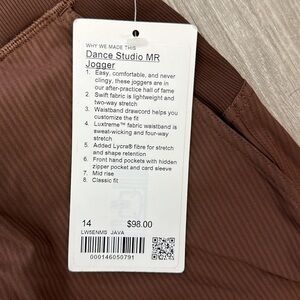 WHY WE MADE THIS
Dance Studio MR
Jogger
1. Easy, comfortable, and never
clingy, these joggers are in
our after-practice hall of fame
2. Swift fabric is lightweight and
two-way stretch
3. Waistband drawcord helps you
customize the fit
4. Luxtreme™ fabric waistband is
sweat-wicking and four-way
stretch
5. Added Lycra® fibre for stretch
and shape retention
6. Front hand pockets with hidden
zipper pocket and card sleeve
7. Mid rise
8. Classic fit
14 $98.00
LW5ENMS JAVA
000146050791